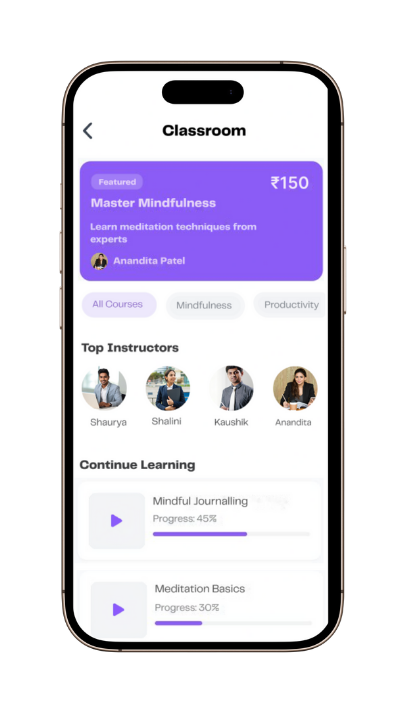 Classroom
Featured
₹150
Master Mindfulness
Learn meditation techniques from
experts
Anandita Patel
All Courses
Mindfulness
Productivity
Top Instructors
Shaurya
Shalini
Kaushik
Anandita
Continue Learning
Mindful Journalling
Progress: 45%
Meditation Basics
Progress: 30%